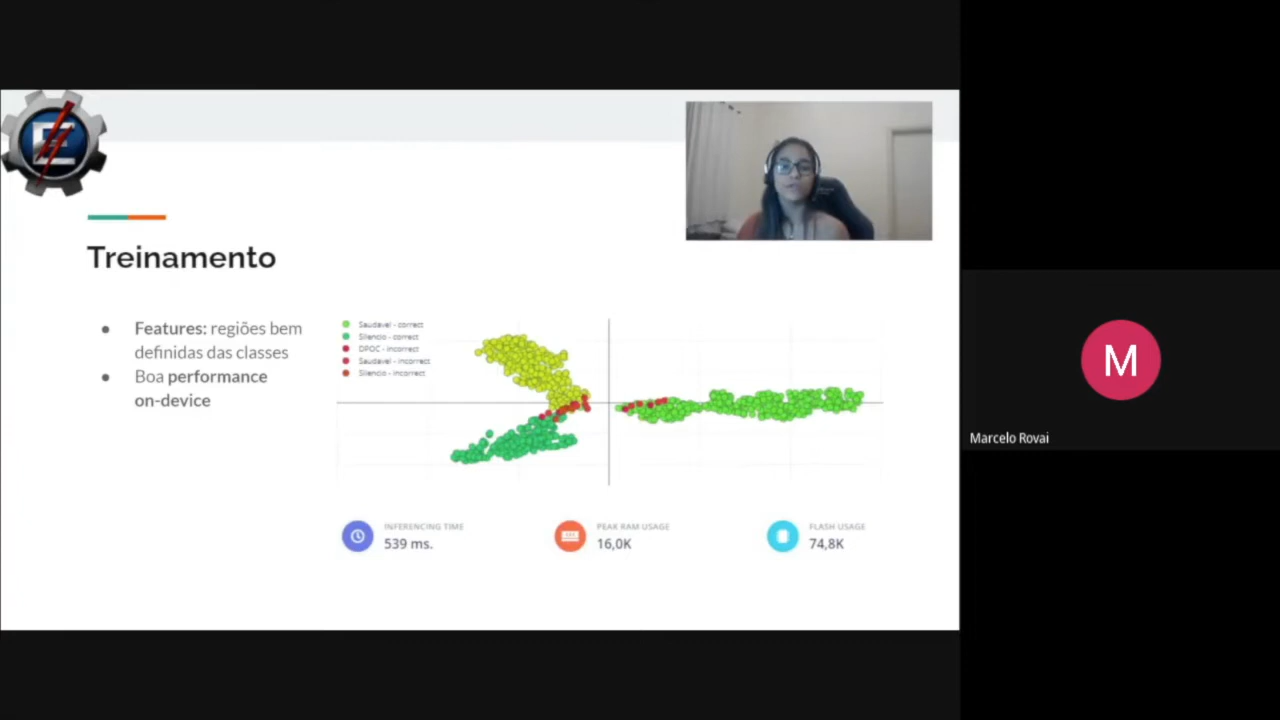 Treinamento
● Features: regiões bem
definidas das classes
● Boa performance
on-device
Saudavel - correct
Silencio - correct
DPOC - incorrect
Saudavel - incorrect
Silencio - incorrect
INFERENCING TIME
539 ms.
PEAK RAM USAGE
16,0K
FLASH USAGE
74,8K
M
Marcelo Rovai